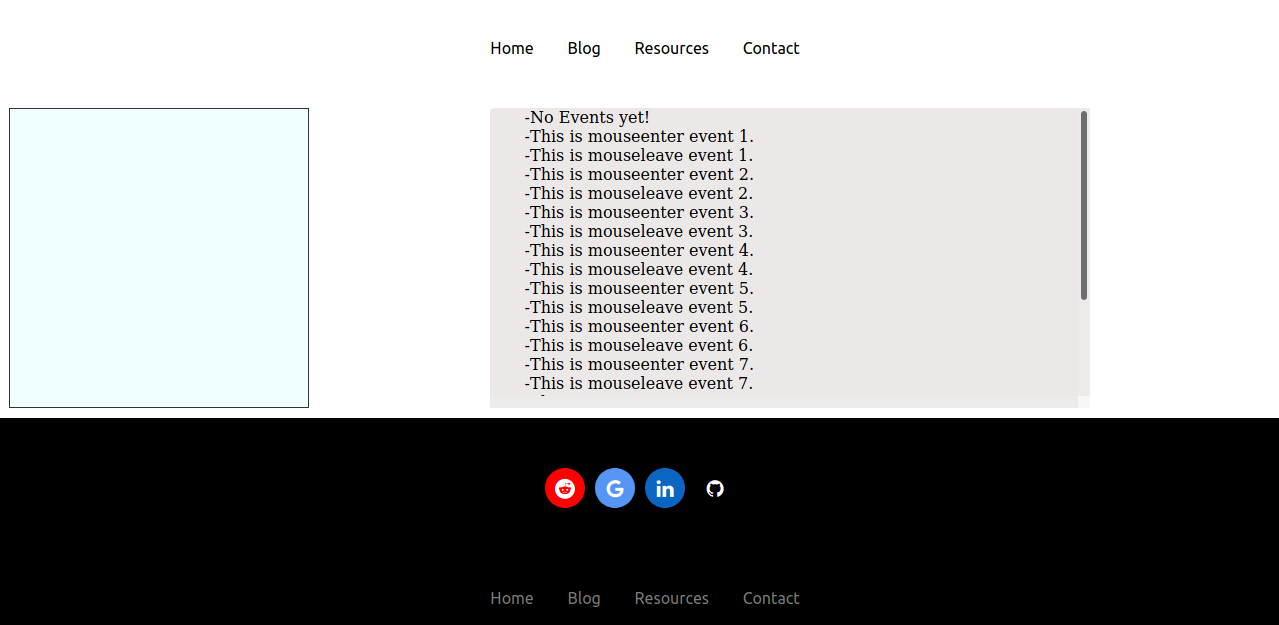 Home Blog Resources Contact
-No Events yet!
-This is mouseenter event 1.
-This is mouseleave event 1.
-This is mouseenter event 2.
-This is mouseleave event 2.
-This is mouseenter event 3.
-This is mouseleave event 3.
-This is mouseenter event 4.
-This is mouseleave event 4.
-This is mouseenter event 5.
-This is mouseleave event 5.
-This is mouseenter event 6.
-This is mouseleave event 6.
-This is mouseenter event 7.
-This is mouseleave event 7.
G in
Home Blog Resources Contact